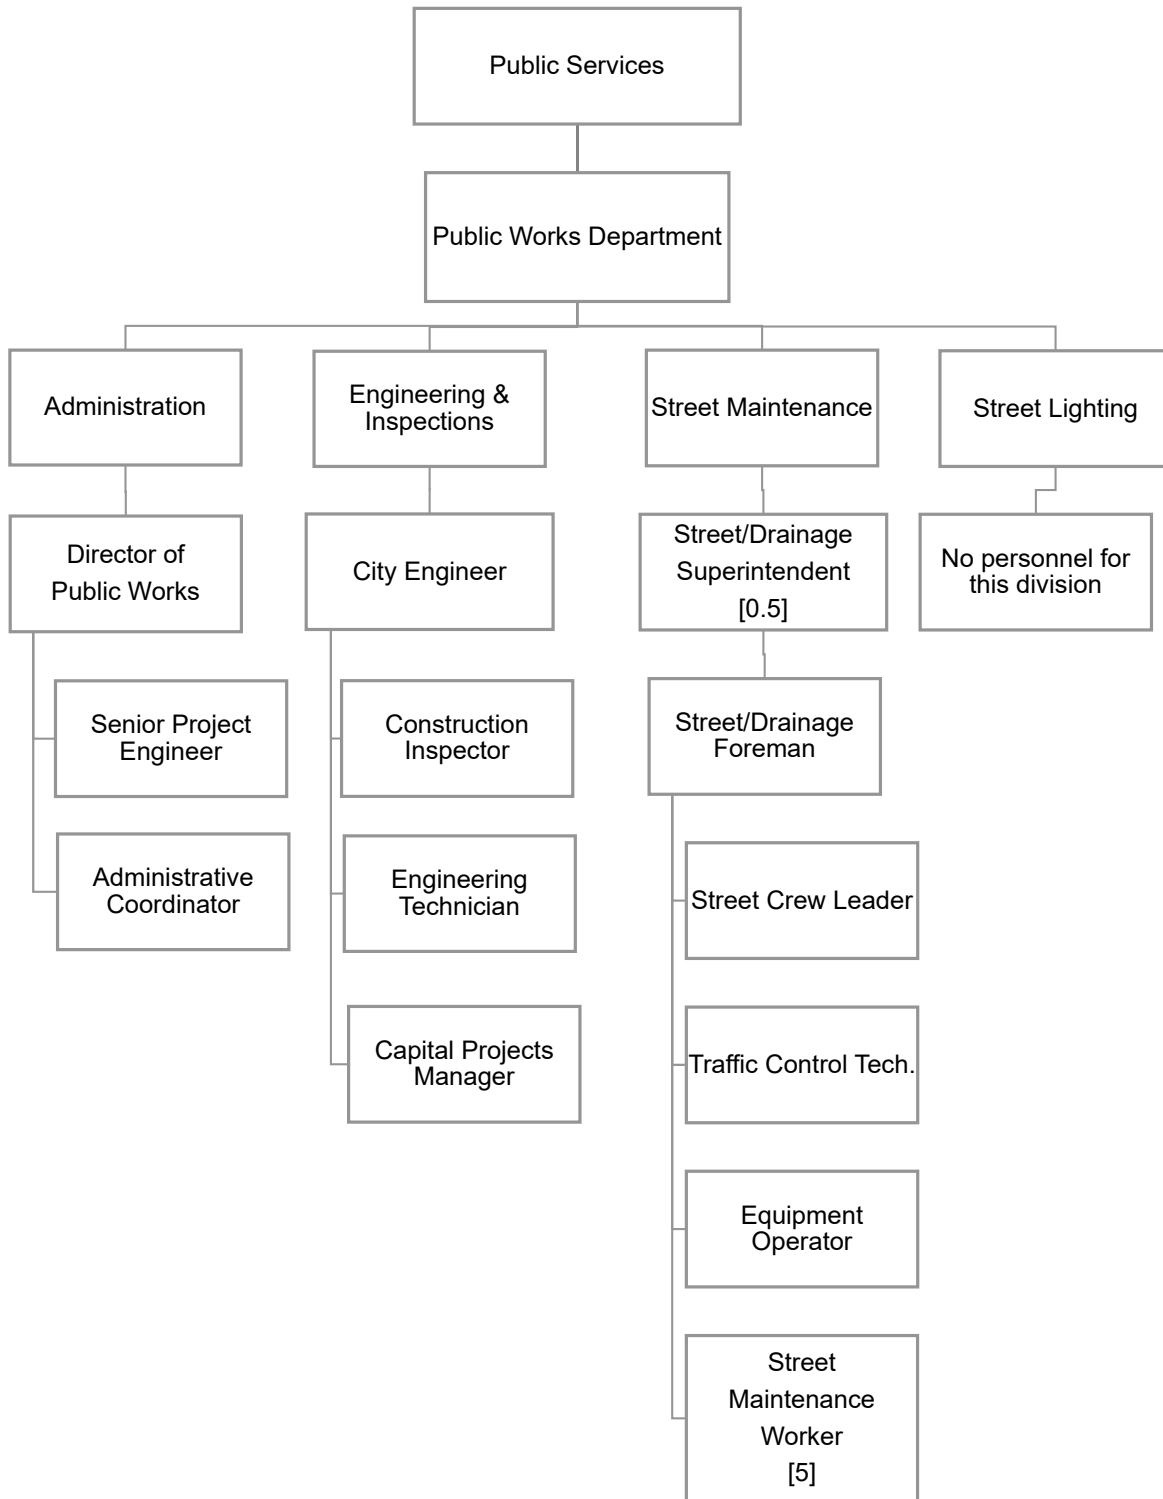 Public Services
Public Works Department
Administration
Engineering &
Inspections
Street Maintenance
Street Lighting
Director of
Public Works
City Engineer
Street/Drainage
Superintendent
[0.5]
No personnel for
this division
Senior Project
Engineer
Construction
Inspector
Street/Drainage
Foreman
Administrative
Coordinator
Engineering
Technician
Street Crew Leader
Capital Projects
Manager
Traffic Control Tech.
Equipment
Operator
Street
Maintenance
Worker
[5]